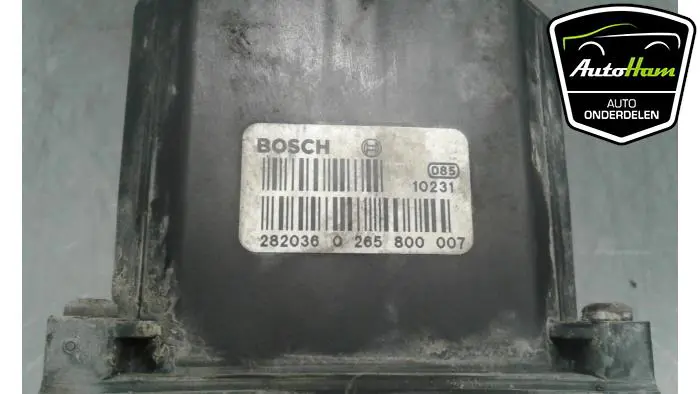 BOSCH
085
10231
282036 0 265 800 007
AutoHam
AUTO
ONDERDELEN